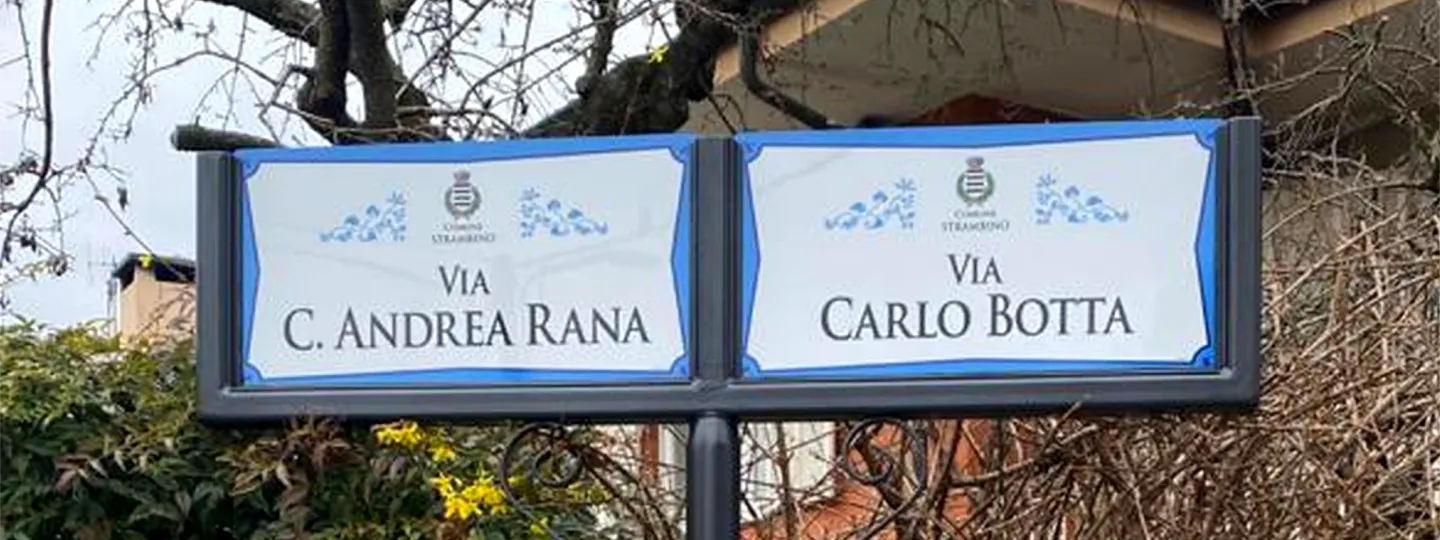 COMUNE
STRAMBINO
VIA
C. ANDREA RANA
COMUNE
STRAMBINO
VIA
CARLO BOTTA